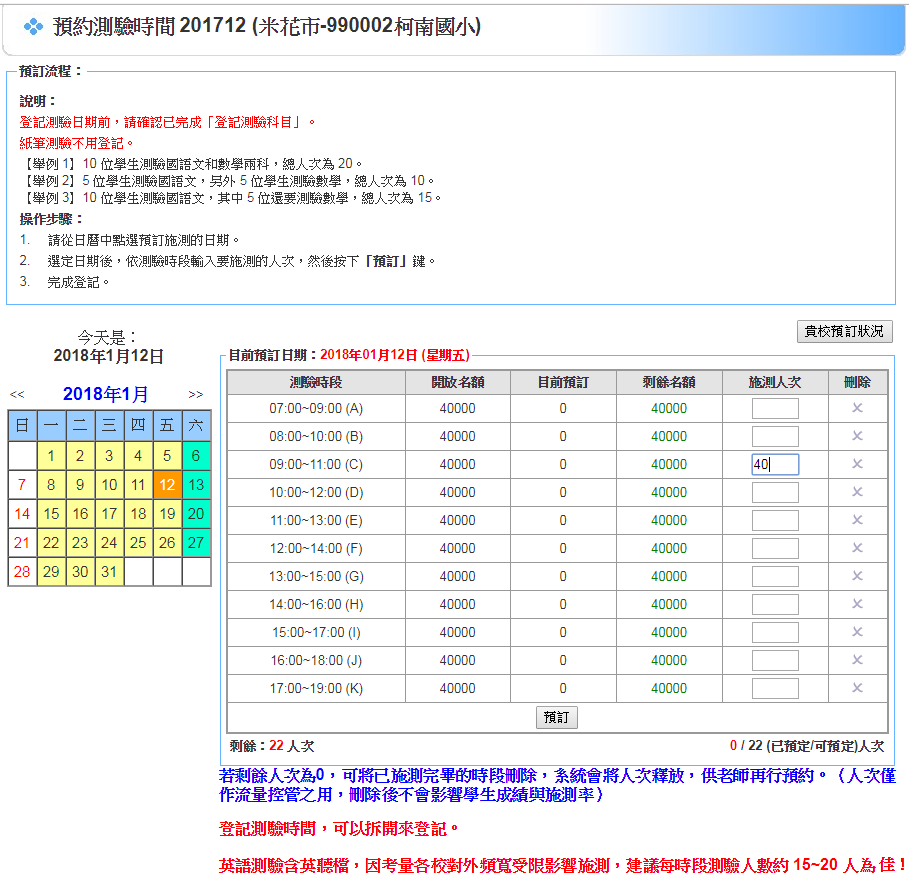 預約測驗時間 201712 (米花市-990002柯南國小)
預訂流程：
說明：
登記測驗日期前，請確認已完成「登記測驗科目」。
紙筆測驗不用登記。
【舉例 1】10 位學生測驗國語文和數學兩科，總人次為 20。
【舉例 2】5 位學生測驗國語文，另外 5 位學生測驗數學，總人次為 10。
【舉例 3】10 位學生測驗國語文，其中 5 位還要測驗數學，總人次為 15。
操作步驟：
1. 請從日曆中點選預訂施測的日期。
2. 選定日期後，依測驗時段輸入要施測的人次，然後按下「預訂」鍵。
3. 完成登記。
貴校預訂狀況
今天是：
2018年1月12日
<< 2018年1月 >>
日 一 二 三 四 五 六
1 2 3 4 5 6
7 8 9 10 11 12 13
14 15 16 17 18 19 20
21 22 23 24 25 26 27
28 29 30 31
目前預訂日期：2018年01月12日 (星期五)
測驗時段 開放名額 目前預訂 剩餘名額 施測人次 刪除
07:00~09:00 (A) 40000 0 40000 ×
08:00~10:00 (B) 40000 0 40000 ×
09:00~11:00 (C) 40000 0 40000 40 ×
10:00~12:00 (D) 40000 0 40000 ×
11:00~13:00 (E) 40000 0 40000 ×
12:00~14:00 (F) 40000 0 40000 ×
13:00~15:00 (G) 40000 0 40000 ×
14:00~16:00 (H) 40000 0 40000 ×
15:00~17:00 (I) 40000 0 40000 ×
16:00~18:00 (J) 40000 0 40000 ×
17:00~19:00 (K) 40000 0 40000 ×
預訂
剩餘：22 人次 0 / 22 (已預定/可預定)人次
若剩餘人次為0，可將已施測完畢的時段刪除，系統會將人次釋放，供老師再行預約。（人次僅
作流量控管之用，刪除後不會影響學生成績與施測率）
登記測驗時間，可以拆開來登記。
英語測驗含英聽檔，因考量各校對外頻寬受限影響施測，建議每時段測驗人數約 15~20 人為佳！